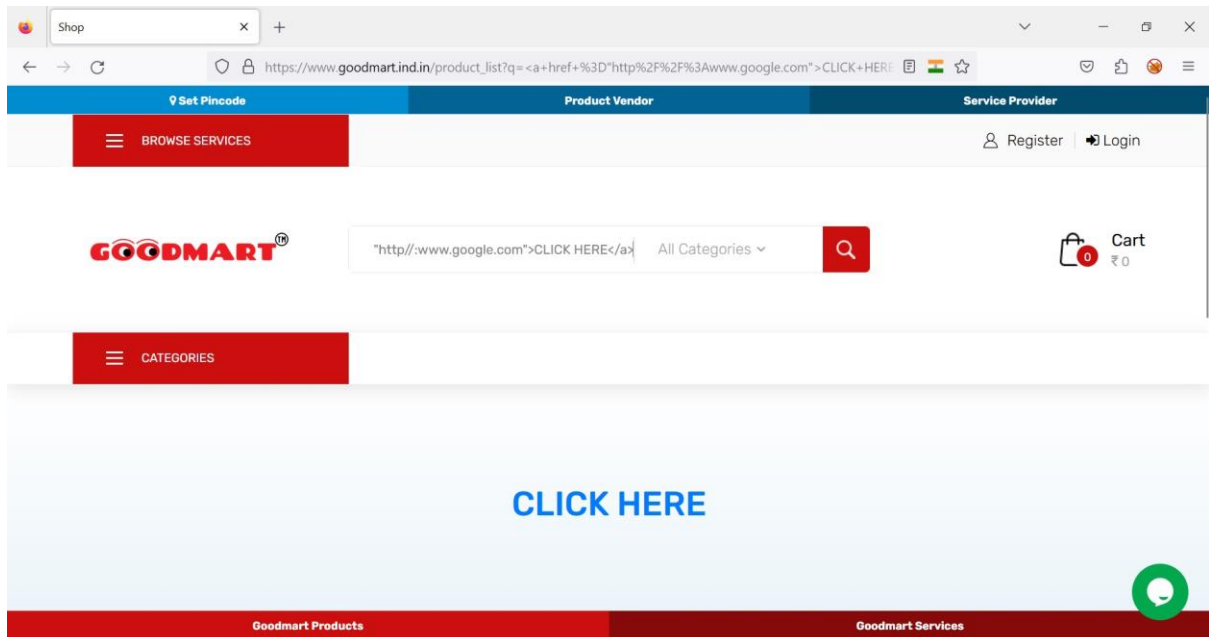 Shop
https://www.goodmart.ind.in/product_list?q=<a+href+%3D"http%2F%2F%3Awww.google.com">CLICK+HERE
Set Pincode
Product Vendor
Service Provider
BROWSE SERVICES
Register
Login
GOODMART TM
"http//:www.google.com">CLICK HERE</a>
All Categories
Cart
0
₹ 0
CATEGORIES
CLICK HERE
Goodmart Products
Goodmart Services